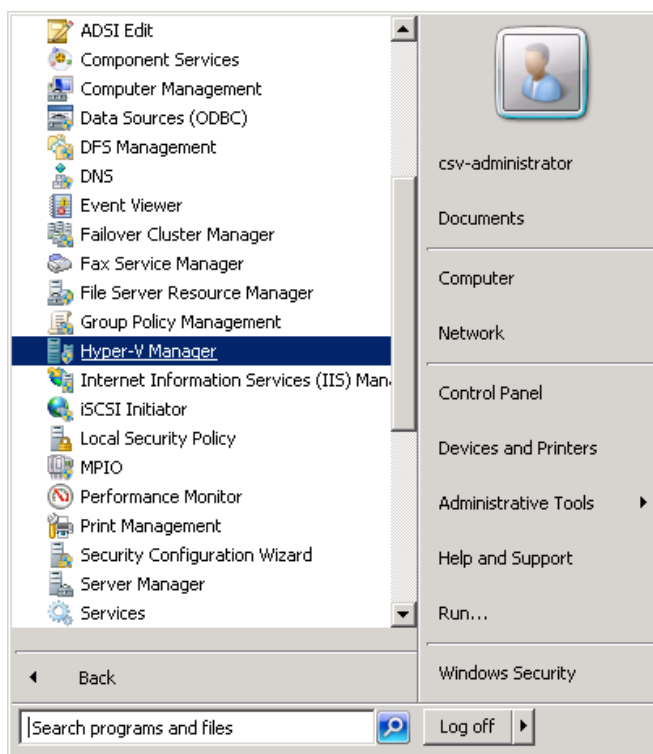 ADSI Edit
Component Services
Computer Management
Data Sources (ODBC)
DFS Management
DNS
Event Viewer
Failover Cluster Manager
Fax Service Manager
File Server Resource Manager
Group Policy Management
Hyper-V Manager
Internet Information Services (IIS) Man
iSCSI Initiator
Local Security Policy
MPIO
Performance Monitor
Print Management
Security Configuration Wizard
Server Manager
Services
Back
Search programs and files
csv-administrator
Documents
Computer
Network
Control Panel
Devices and Printers
Administrative Tools
Help and Support
Run...
Windows Security
Log off